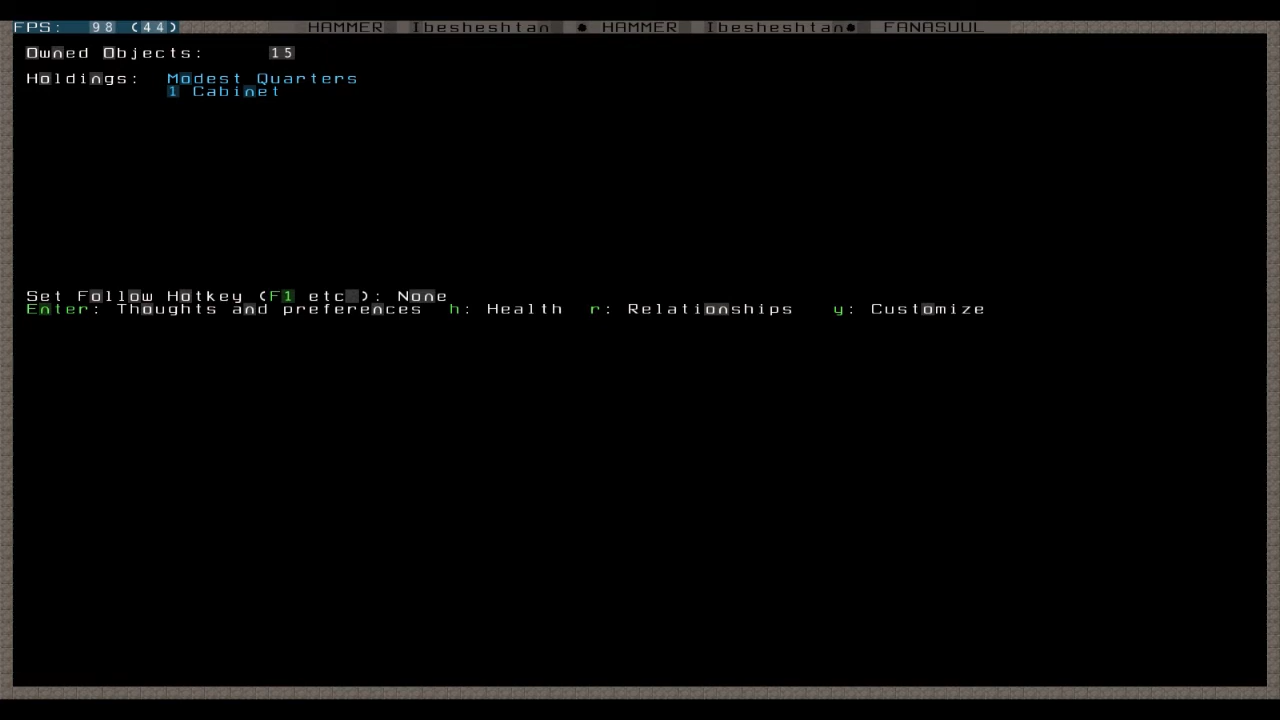 FPS: 98 (44) HAMMER Ibesheshtan HAMMER Ibesheshtan FANASUUL
Owned Objects: 15
Holdings: Modest Quarters
1 Cabinet
Set Follow Hotkey (F1 etc ): None
Enter: Thoughts and preferences h: Health r: Relationships y: Customize